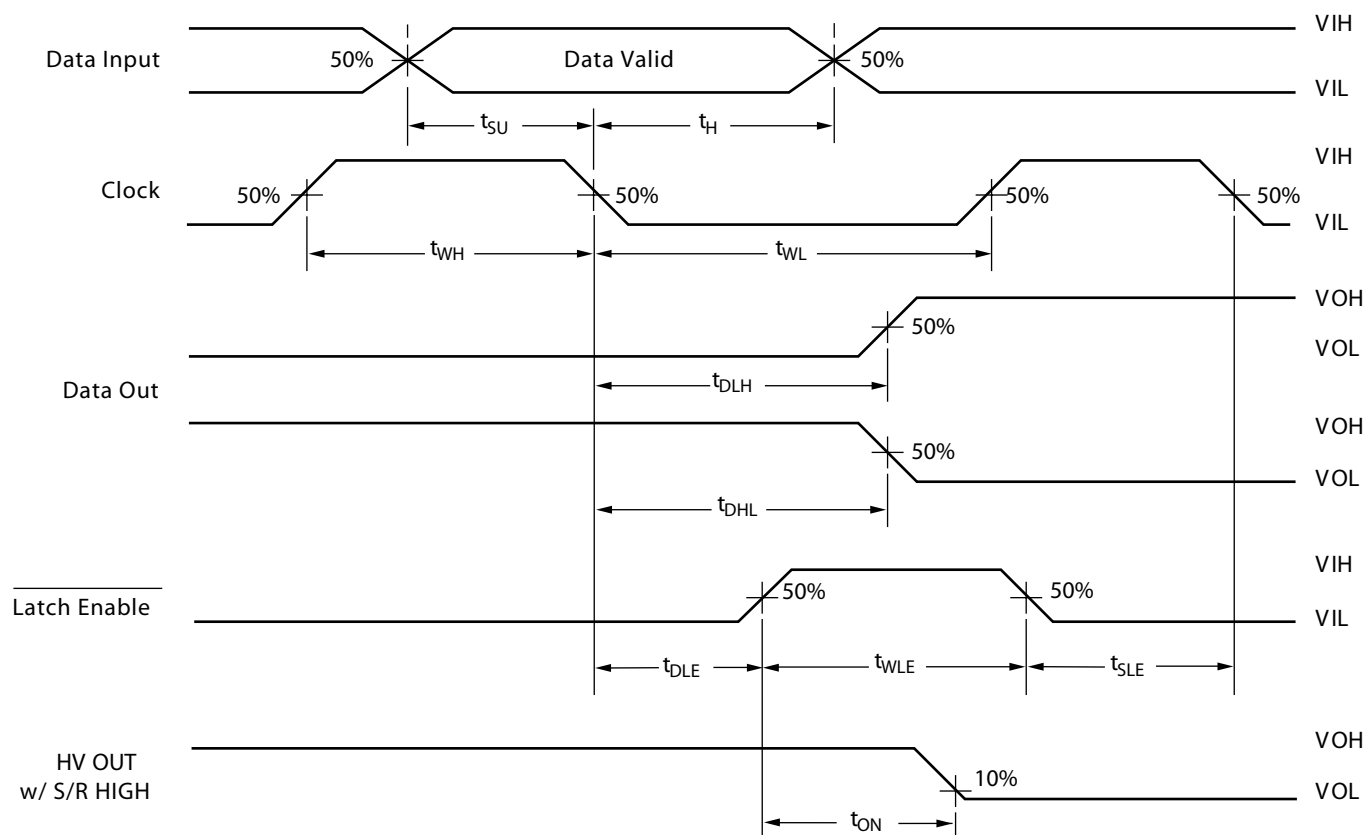 VIH
Data Input
50%
Data Valid
50%
VIL
tSU
tH
VIH
Clock
50%
50%
50%
50%
VIL
tWH
tWL
VOH
50%
VOL
tDLH
Data Out
VOH
50%
VOL
tDHL
VIH
Latch Enable
50%
50%
VIL
tDLE
tWLE
tSLE
VOH
HV OUT
w/ S/R HIGH
10%
VOL
tON